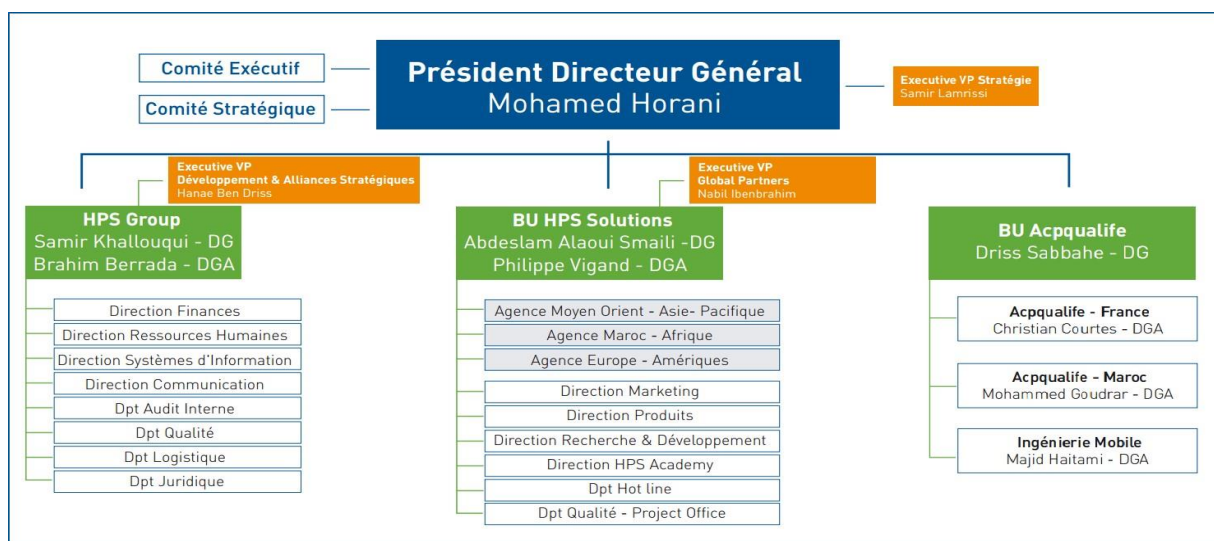 Comité Exécutif
Comité Stratégique
Président Directeur Général
Mohamed Horani
Executive VP Stratégie
Samir Lamrissi
Executive VP
Développement & Alliances Stratégiques
Hanae Ben Driss
Executive VP
Global Partners
Nabil Ibenbrahim
HPS Group
Samir Khallouqui - DG
Brahim Berrada - DGA
Direction Finances
Direction Ressources Humaines
Direction Systèmes d'Information
Direction Communication
Dpt Audit Interne
Dpt Qualité
Dpt Logistique
Dpt Juridique
BU HPS Solutions
Abdeslam Alaoui Smaili -DG
Philippe Vigand - DGA
Agence Moyen Orient - Asie- Pacifique
Agence Maroc - Afrique
Agence Europe - Amériques
Direction Marketing
Direction Produits
Direction Recherche & Développement
Direction HPS Academy
Dpt Hot line
Dpt Qualité - Project Office
BU Acpqualife
Driss Sabbahe - DG
Acpqualife - France
Christian Courtes - DGA
Acpqualife - Maroc
Mohammed Goudrar - DGA
Ingénierie Mobile
Majid Haitami - DGA